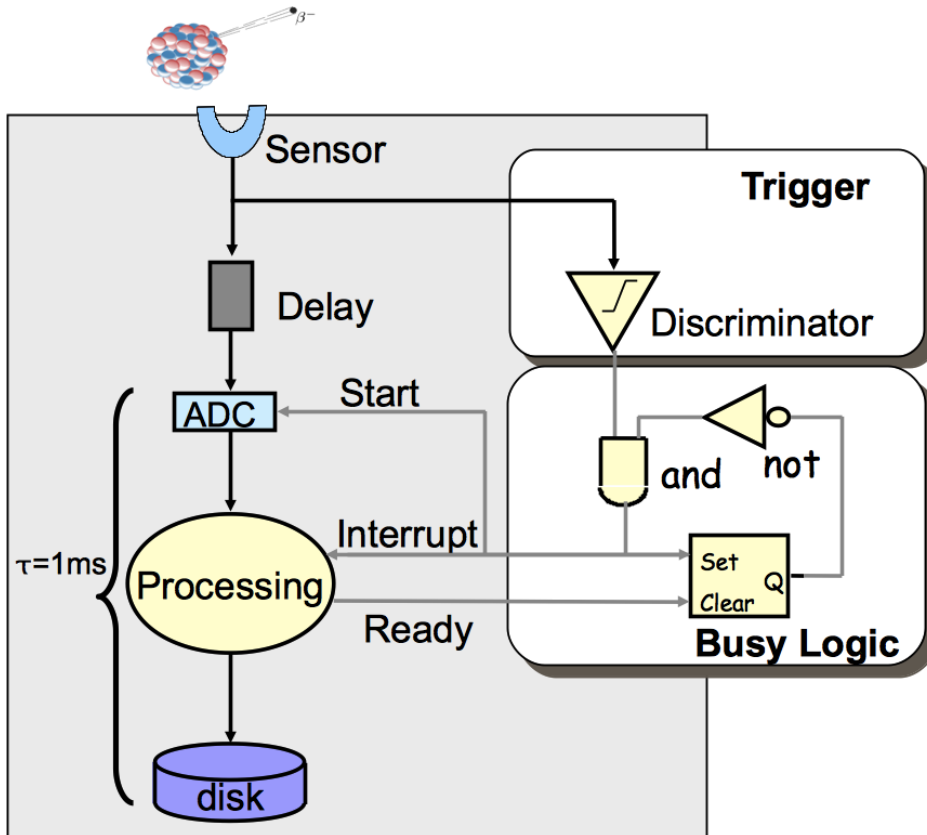 β⁻
Sensor
Trigger
Delay
Discriminator
ADC
Start
and
not
τ=1ms
Interrupt
Processing
Set
Q
Clear
Ready
Busy Logic
disk